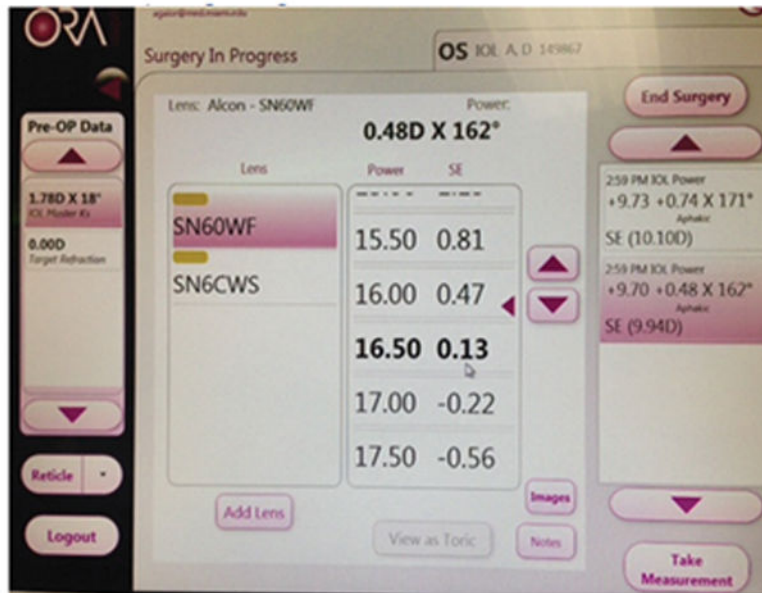 ORA
Surgery In Progress
OS IOL A, D 149867
End Surgery
Pre-OP Data
1.78D X 18°
IOL Master Ks
0.00D
Target Refraction
Reticle
Logout
Lens: Alcon - SN60WF
Power:
0.48D X 162°
Lens
SN60WF
SN6CWS
Add Lens
Power SE
15.50 0.81
16.00 0.47
16.50 0.13
17.00 -0.22
17.50 -0.56
View as Toric
Images
Notes
2:59 PM IOL Power
+9.73 +0.74 X 171°
Aphakic
SE (10.10D)
2:59 PM IOL Power
+9.70 +0.48 X 162°
Aphakic
SE (9.94D)
Take
Measurement